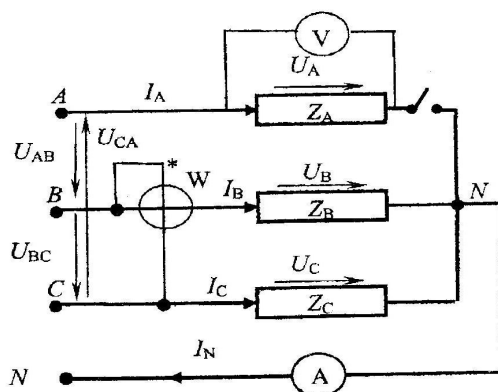 V
U_A
A I_A
Z_A
U_AB U_CA
* W I_B U_B
B Z_B N
U_BC
C I_C U_C
Z_C
I_N
N A